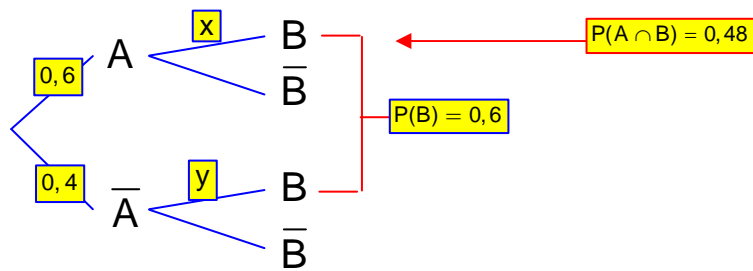 x
B
P(A ∩ B) = 0,48
A
0,6
B̅
P(B) = 0,6
0,4
y
B
A̅
B̅